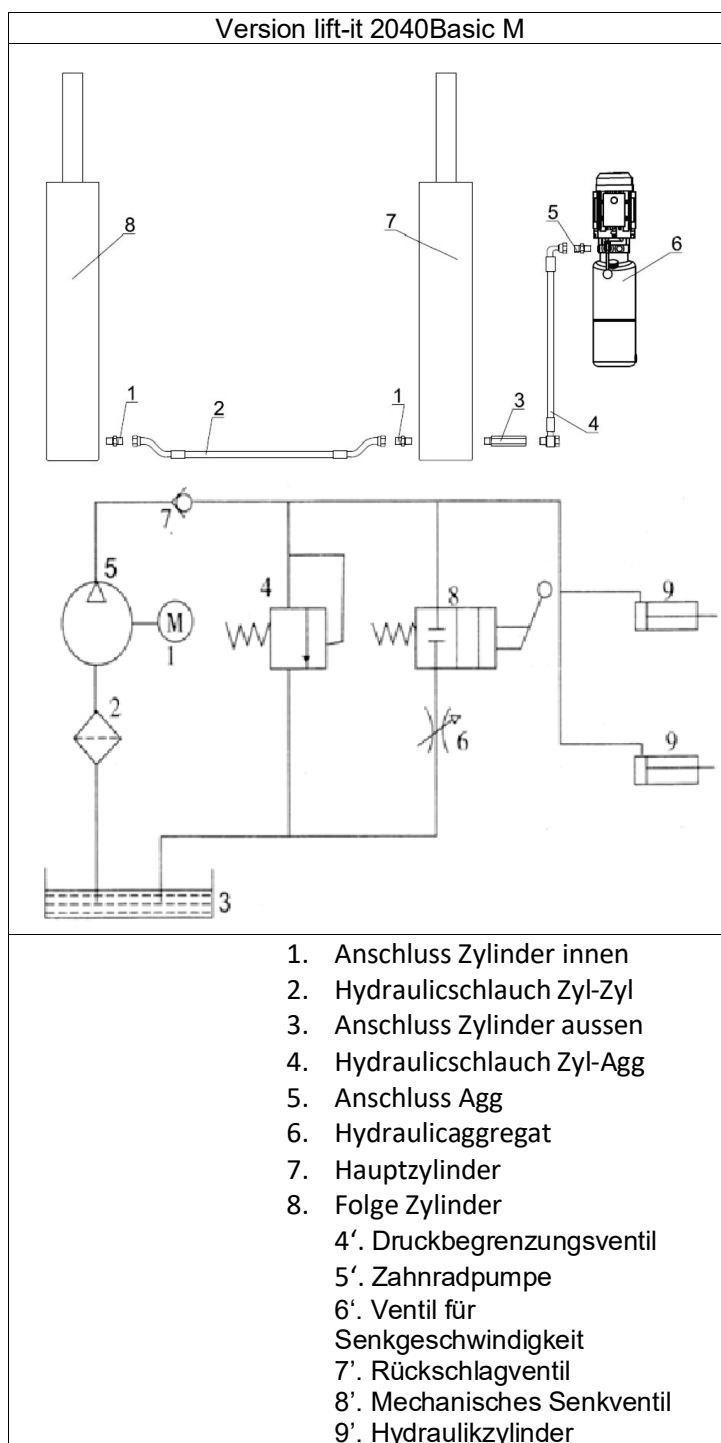 Version lift-it 2040Basic M
8
7
5
6
1
2
1
3
4
7
5
4
8
9
M
1
2
6
9
3
1. Anschluss Zylinder innen
2. Hydraulicschlauch Zyl-Zyl
3. Anschluss Zylinder aussen
4. Hydraulicschlauch Zyl-Agg
5. Anschluss Agg
6. Hydraulicaggregat
7. Hauptzylinder
8. Folge Zylinder
4‘. Druckbegrenzungsventil
5‘. Zahnradpumpe
6‘. Ventil für
Senkgeschwindigkeit
7’. Rückschlagventil
8’. Mechanisches Senkventil
9’. Hydraulikzylinder